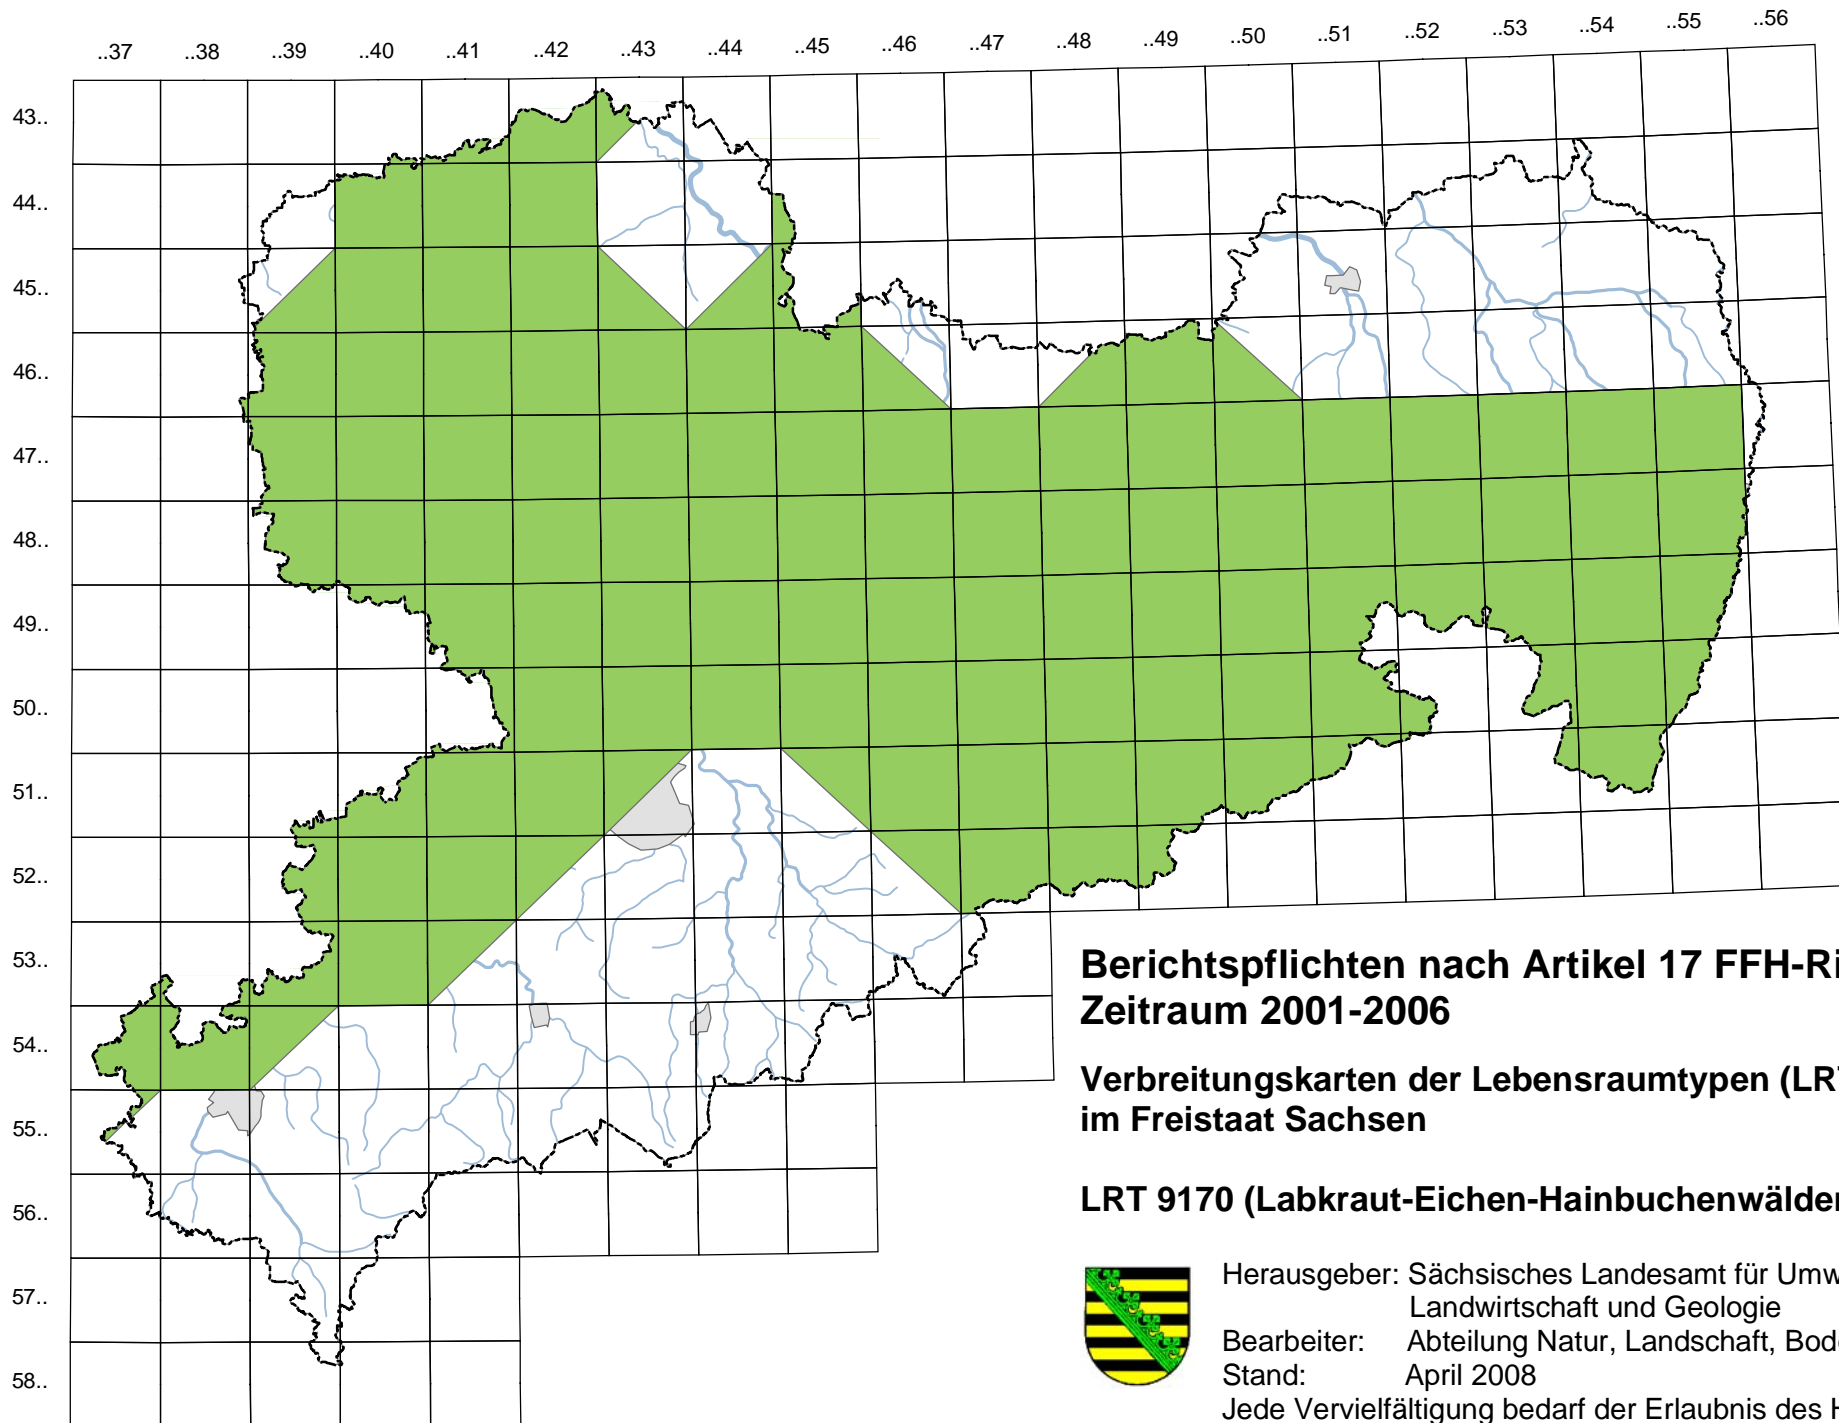 ..37 ..38 ..39 ..40 ..41 ..42 ..43 ..44 ..45 ..46 ..47 ..48 ..49 ..50 ..51 ..52 ..53 ..54 ..55 ..56
43..
44..
45..
46..
47..
48..
49..
50..
51..
52..
53..
54..
55..
56..
57..
58..
Berichtspflichten nach Artikel 17 FFH-Ri
Zeitraum 2001-2006
Verbreitungskarten der Lebensraumtypen (LRT
im Freistaat Sachsen
LRT 9170 (Labkraut-Eichen-Hainbuchenwälder
Herausgeber: Sächsisches Landesamt für Umw
Landwirtschaft und Geologie
Bearbeiter: Abteilung Natur, Landschaft, Bod
Stand: April 2008
Jede Vervielfältigung bedarf der Erlaubnis des H